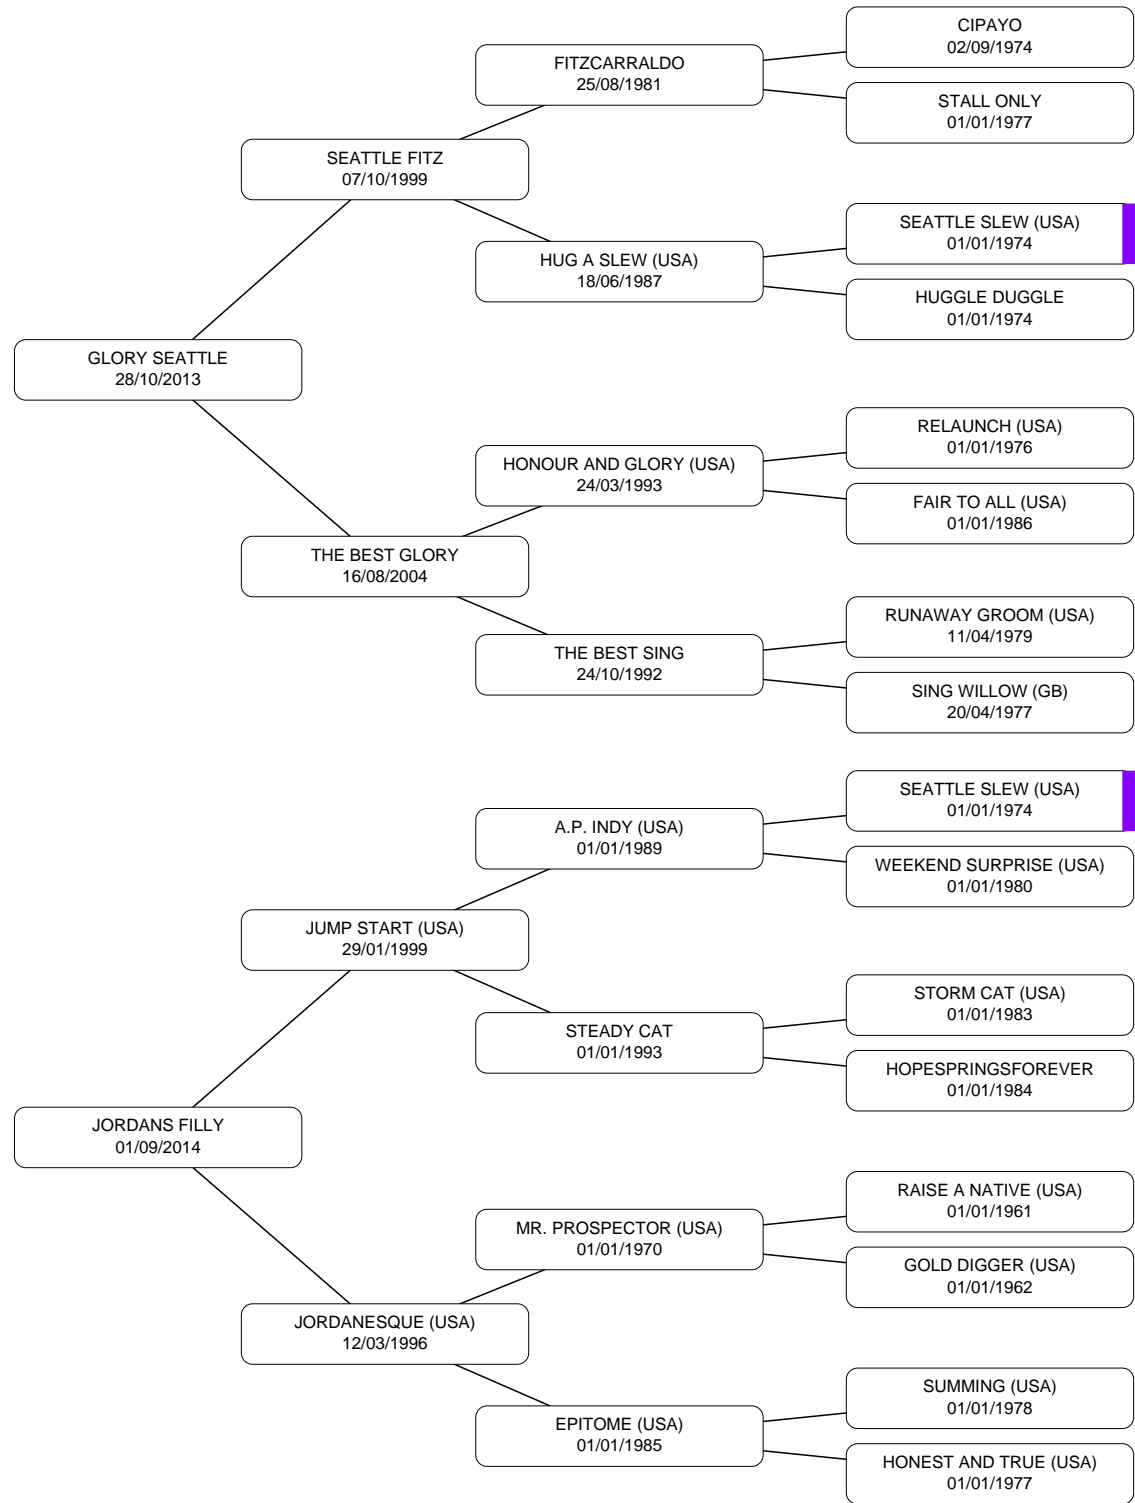 CIPAYO
02/09/1974
FITZCARRALDO
25/08/1981
STALL ONLY
01/01/1977
SEATTLE FITZ
07/10/1999
SEATTLE SLEW (USA)
01/01/1974
HUG A SLEW (USA)
18/06/1987
HUGGLE DUGGLE
01/01/1974
GLORY SEATTLE
28/10/2013
RELAUNCH (USA)
01/01/1976
HONOUR AND GLORY (USA)
24/03/1993
FAIR TO ALL (USA)
01/01/1986
THE BEST GLORY
16/08/2004
RUNAWAY GROOM (USA)
11/04/1979
THE BEST SING
24/10/1992
SING WILLOW (GB)
20/04/1977
SEATTLE SLEW (USA)
01/01/1974
A.P. INDY (USA)
01/01/1989
WEEKEND SURPRISE (USA)
01/01/1980
JUMP START (USA)
29/01/1999
STORM CAT (USA)
01/01/1983
STEADY CAT
01/01/1993
HOPESPRINGSFOREVER
01/01/1984
JORDANS FILLY
01/09/2014
RAISE A NATIVE (USA)
01/01/1961
MR. PROSPECTOR (USA)
01/01/1970
GOLD DIGGER (USA)
01/01/1962
JORDANESQUE (USA)
12/03/1996
SUMMING (USA)
01/01/1978
EPITOME (USA)
01/01/1985
HONEST AND TRUE (USA)
01/01/1977